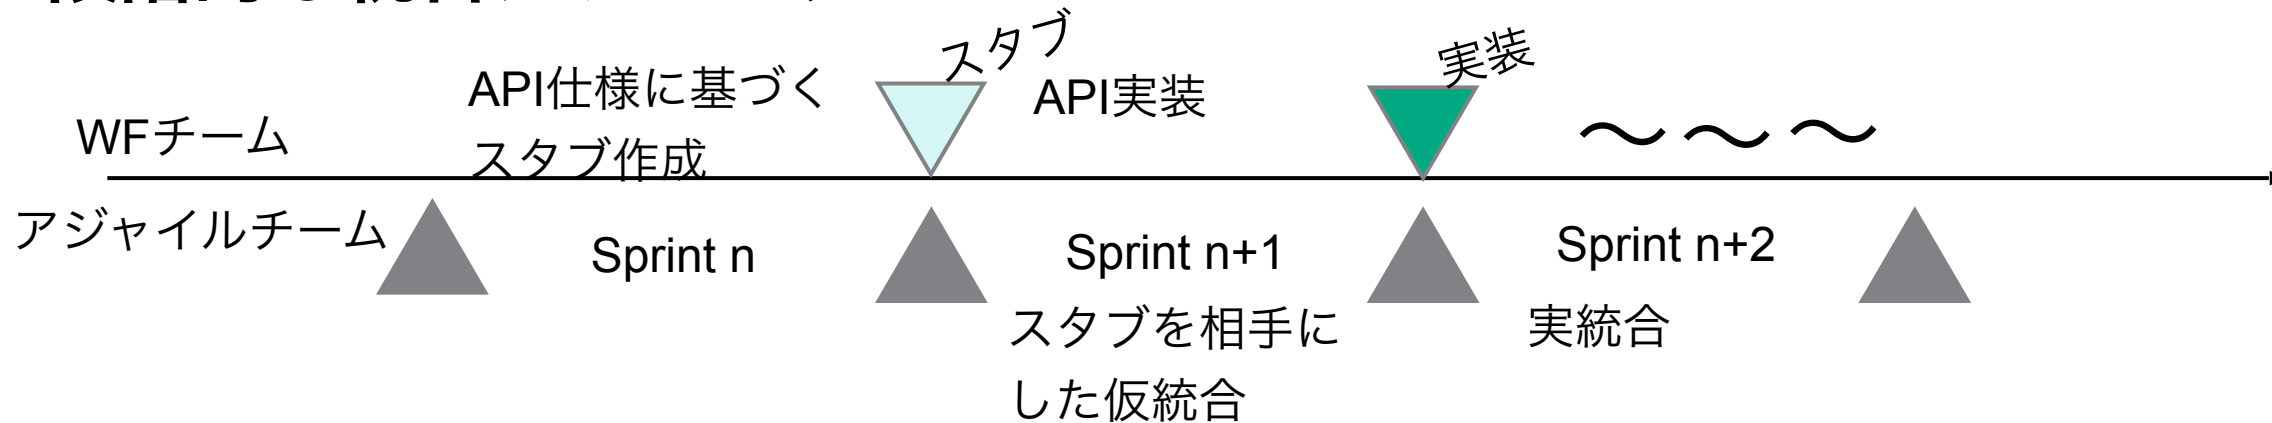 スタブ
実装
API仕様に基づく
スタブ作成
API実装
WFチーム
〜〜〜
アジャイルチーム
Sprint n
Sprint n+1
Sprint n+2
スタブを相手に
した仮統合
実統合